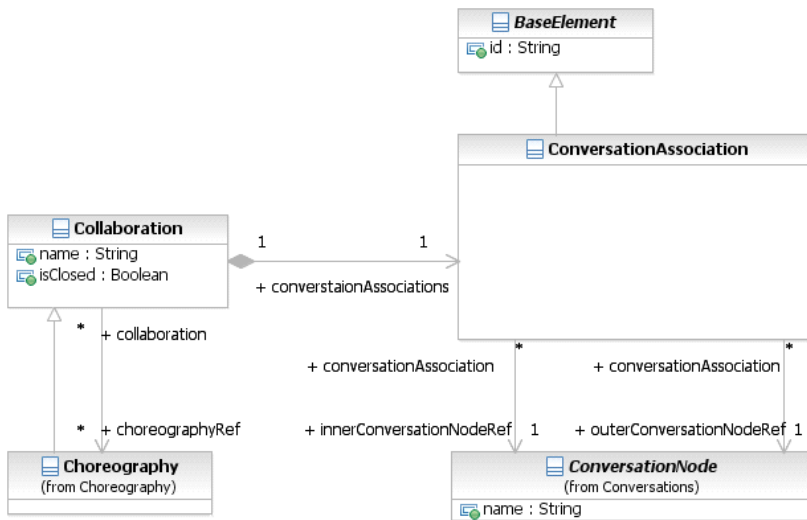 BaseElement
id : String
ConversationAssociation
Collaboration
name : String
isClosed : Boolean
1
1
+ converstaionAssociations
*
+ collaboration
*
+ choreographyRef
*
+ conversationAssociation
+ innerConversationNodeRef
1
*
+ conversationAssociation
+ outerConversationNodeRef
1
Choreography
(from Choreography)
ConversationNode
(from Conversations)
name : String